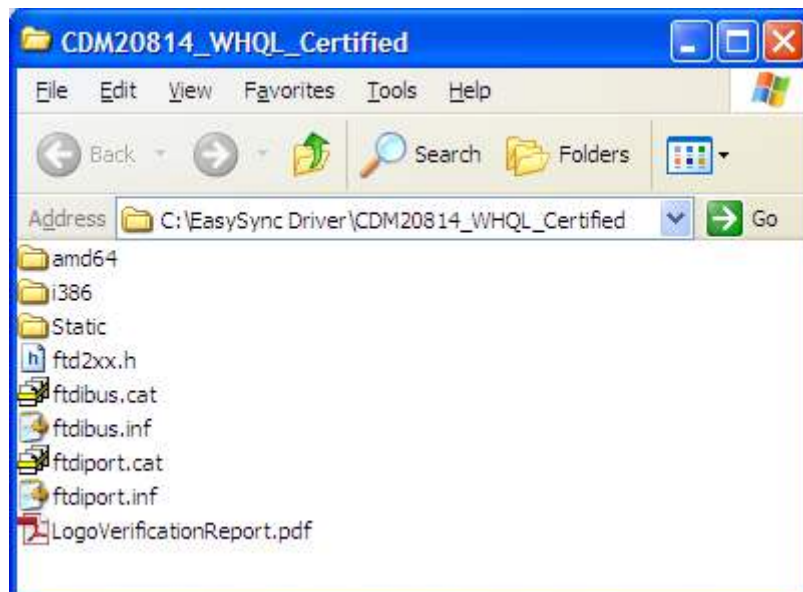 CDM20814_WHQL_Certified
File Edit View Favorites Tools Help
Back Search Folders
Address C:\EasySync Driver\CDM20814_WHQL_Certified Go
amd64
i386
Static
ftd2xx.h
ftdibus.cat
ftdibus.inf
ftdiport.cat
ftdiport.inf
LogoVerificationReport.pdf